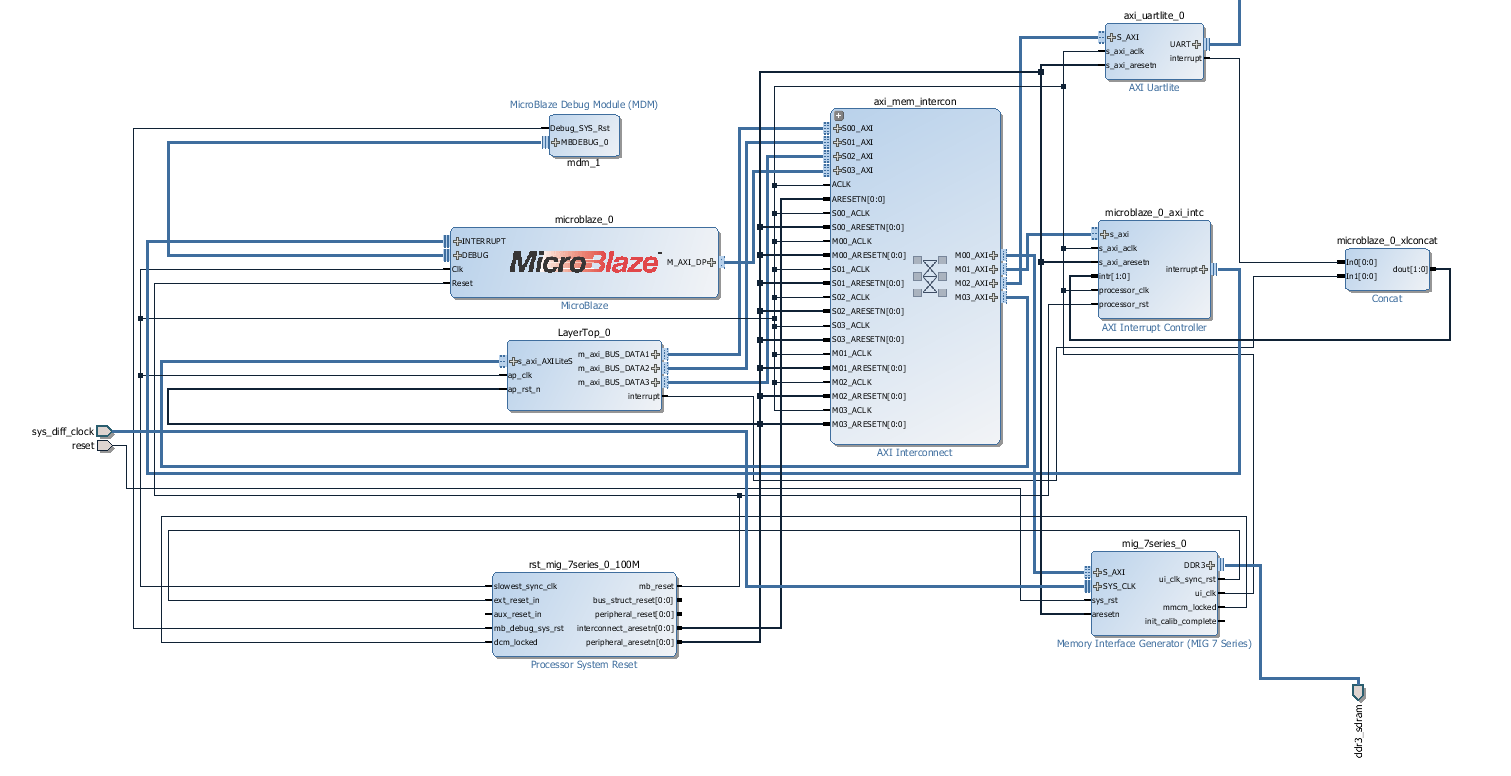 axi_uartlite_0
S_AXI
s_axi_aclk
s_axi_aresetn
UART
interrupt
AXI Uartlite
MicroBlaze Debug Module (MDM)
Debug_SYS_Rst
MBDEBUG_0
mdm_1
axi_mem_intercon
S00_AXI
S01_AXI
S02_AXI
S03_AXI
ACLK
ARESETN[0:0]
S00_ACLK
S00_ARESETN[0:0]
M00_ACLK
M00_ARESETN[0:0]
S01_ACLK
S01_ARESETN[0:0]
S02_ACLK
S02_ARESETN[0:0]
S03_ACLK
S03_ARESETN[0:0]
M01_ACLK
M01_ARESETN[0:0]
M02_ACLK
M02_ARESETN[0:0]
M03_ACLK
M03_ARESETN[0:0]
M00_AXI
M01_AXI
M02_AXI
M03_AXI
AXI Interconnect
microblaze_0
INTERRUPT
DEBUG
Clk
Reset
MicroBlaze
M_AXI_DP
MicroBlaze
microblaze_0_axi_intc
s_axi
s_axi_aclk
s_axi_aresetn
intr[1:0]
processor_clk
processor_rst
interrupt
AXI Interrupt Controller
microblaze_0_xlconcat
In0[0:0]
In1[0:0]
dout[1:0]
Concat
LayerTop_0
s_axi_AXILiteS
ap_clk
ap_rst_n
m_axi_BUS_DATA1
m_axi_BUS_DATA2
m_axi_BUS_DATA3
interrupt
sys_diff_clock
reset
rst_mig_7series_0_100M
slowest_sync_clk
ext_reset_in
aux_reset_in
mb_debug_sys_rst
dcm_locked
mb_reset
bus_struct_reset[0:0]
peripheral_reset[0:0]
interconnect_aresetn[0:0]
peripheral_aresetn[0:0]
Processor System Reset
mig_7series_0
S_AXI
SYS_CLK
sys_rst
aresetn
DDR3
ui_clk_sync_rst
ui_clk
mmcm_locked
init_calib_complete
Memory Interface Generator (MIG 7 Series)
ddr3_sdram